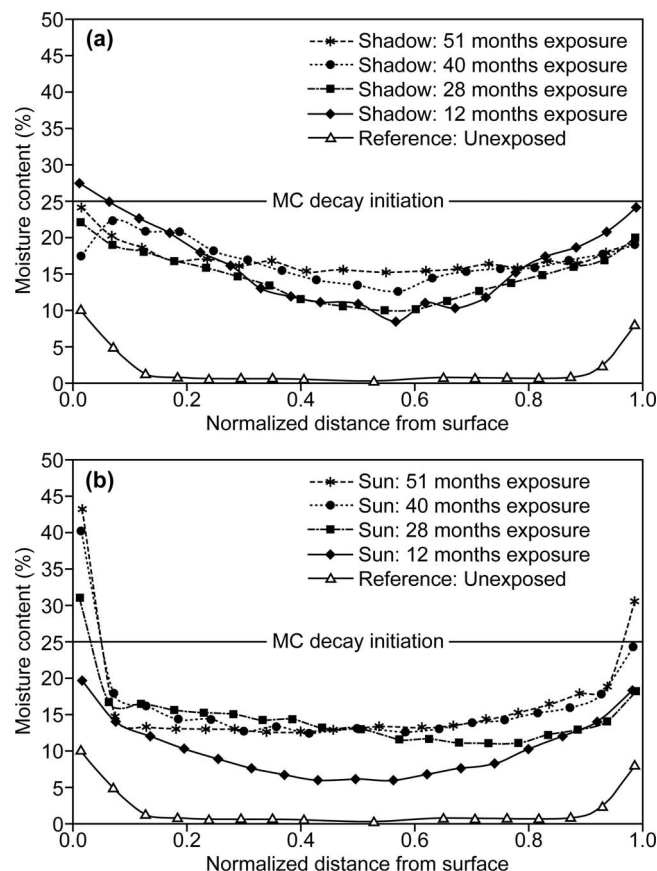 (a)
Shadow: 51 months exposure
Shadow: 40 months exposure
Shadow: 28 months exposure
Shadow: 12 months exposure
Reference: Unexposed
MC decay initiation
Moisture content (%)
50
45
40
35
30
25
20
15
10
5
0
0.0 0.2 0.4 0.6 0.8 1.0
Normalized distance from surface
(b)
Sun: 51 months exposure
Sun: 40 months exposure
Sun: 28 months exposure
Sun: 12 months exposure
Reference: Unexposed
MC decay initiation
Moisture content (%)
50
45
40
35
30
25
20
15
10
5
0
0.0 0.2 0.4 0.6 0.8 1.0
Normalized distance from surface